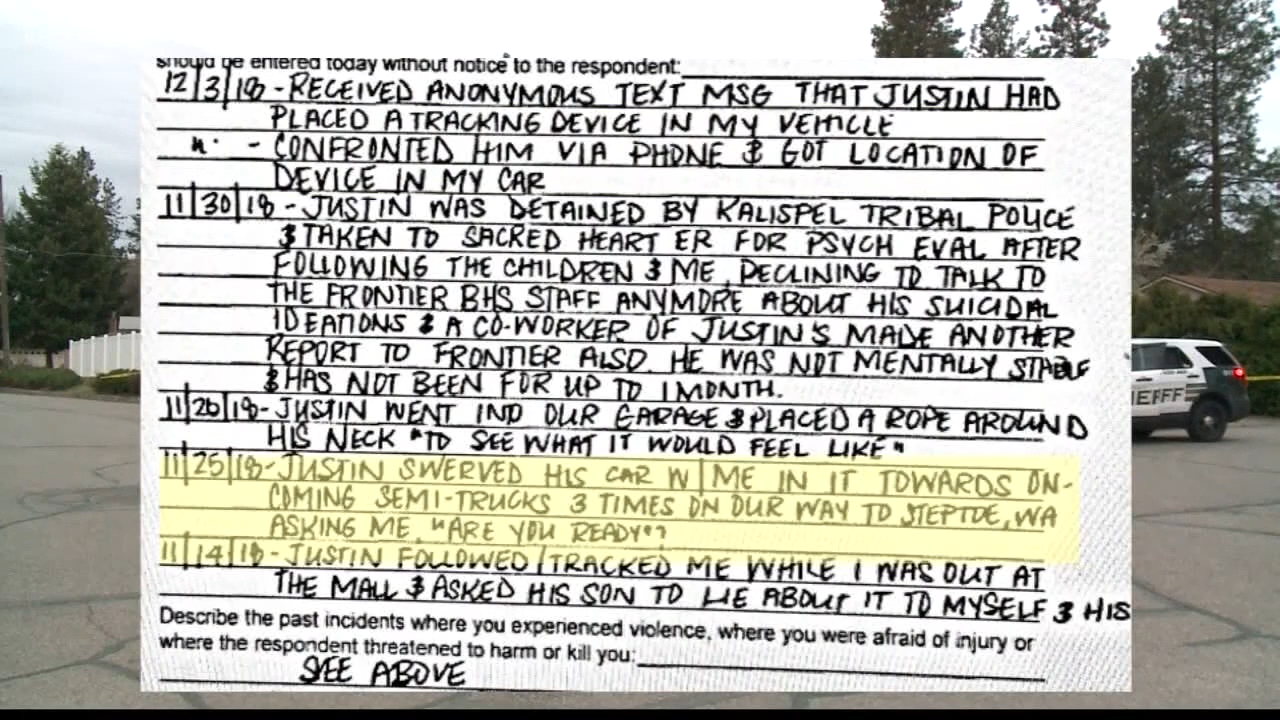 should be entered today without notice to the respondent:
12/3/18 - RECEIVED ANONYMOUS TEXT MSG THAT JUSTIN HAD
PLACED A TRACKING DEVICE IN MY VEHICLE
" - CONFRONTED HIM VIA PHONE & GOT LOCATION OF
DEVICE IN MY CAR
11/30/18 - JUSTIN WAS DETAINED BY KALISPEL TRIBAL POLICE
& TAKEN TO SACRED HEART ER FOR PSYCH EVAL AFTER
FOLLOWING THE CHILDREN & ME, DECLINING TO TALK TO
THE FRONTIER BHS STAFF ANYMORE ABOUT HIS SUICIDAL
IDEATIONS & A CO-WORKER OF JUSTIN'S MADE ANOTHER
REPORT TO FRONTIER ALSO. HE WAS NOT MENTALLY STABLE
& HAS NOT BEEN FOR UP TO 1 MONTH.
11/26/18 - JUSTIN WENT INTO OUR GARAGE & PLACED A ROPE AROUND
HIS NECK "TO SEE WHAT IT WOULD FEEL LIKE"
11/25/18 - JUSTIN SWERVED HIS CAR W/ ME IN IT TOWARDS ON-
COMING SEMI-TRUCKS 3 TIMES ON OUR WAY TO STEPTOE, WA
ASKING ME, "ARE YOU READY"?
11/14/18 - JUSTIN FOLLOWED/TRACKED ME WHILE I WAS OUT AT
THE MALL & ASKED HIS SON TO LIE ABOUT IT TO MYSELF & HIS
Describe the past incidents where you experienced violence, where you were afraid of injury or
where the respondent threatened to harm or kill you:
SEE ABOVE